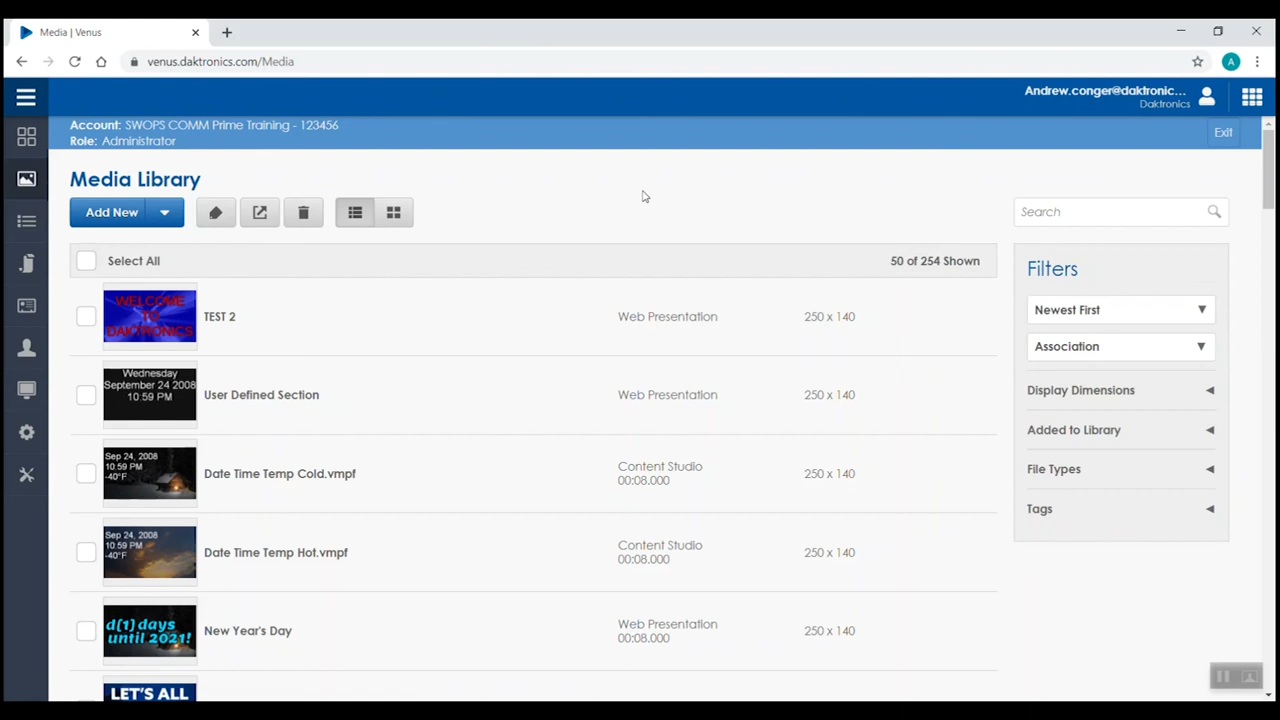 Media | Venus
venus.daktronics.com/Media
A
Andrew.conger@daktronic...
Daktronics
Account: SWOPS COMM Prime Training - 123456
Role: Administrator
Exit
Media Library
Add New
Search
Select All
50 of 254 Shown
Filters
Newest First
Association
Display Dimensions
Added to Library
File Types
Tags
WELCOME
TO
DAKTRONICS
TEST 2
Web Presentation
250 x 140
Wednesday
September 24 2008
10:59 PM
User Defined Section
Web Presentation
250 x 140
Sep 24, 2008
10:59 PM
-40°F
Date Time Temp Cold.vmpf
Content Studio
00:08.000
250 x 140
Sep 24, 2008
10:59 PM
-40°F
Date Time Temp Hot.vmpf
Content Studio
00:08.000
250 x 140
d(1) days
until 2021!
New Year's Day
Web Presentation
00:08.000
250 x 140
LET'S ALL